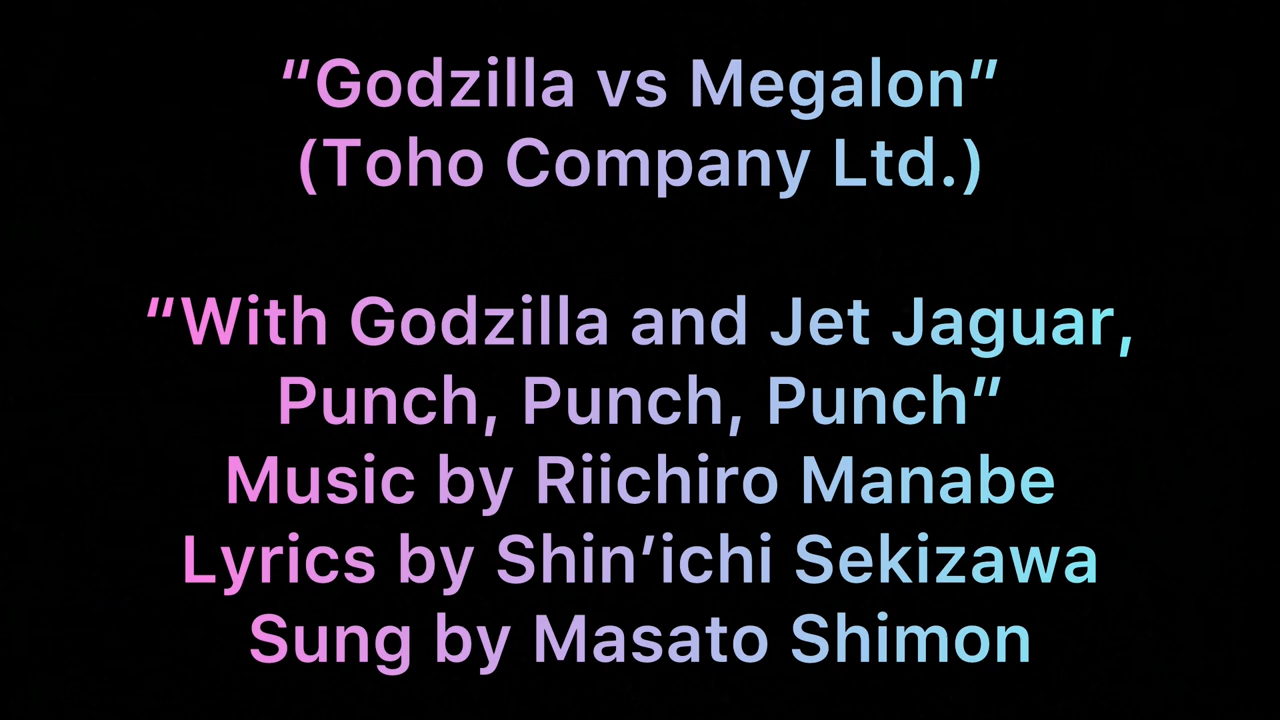 “Godzilla vs Megalon”
(Toho Company Ltd.)
“With Godzilla and Jet Jaguar,
Punch, Punch, Punch”
Music by Riichiro Manabe
Lyrics by Shin’ichi Sekizawa
Sung by Masato Shimon